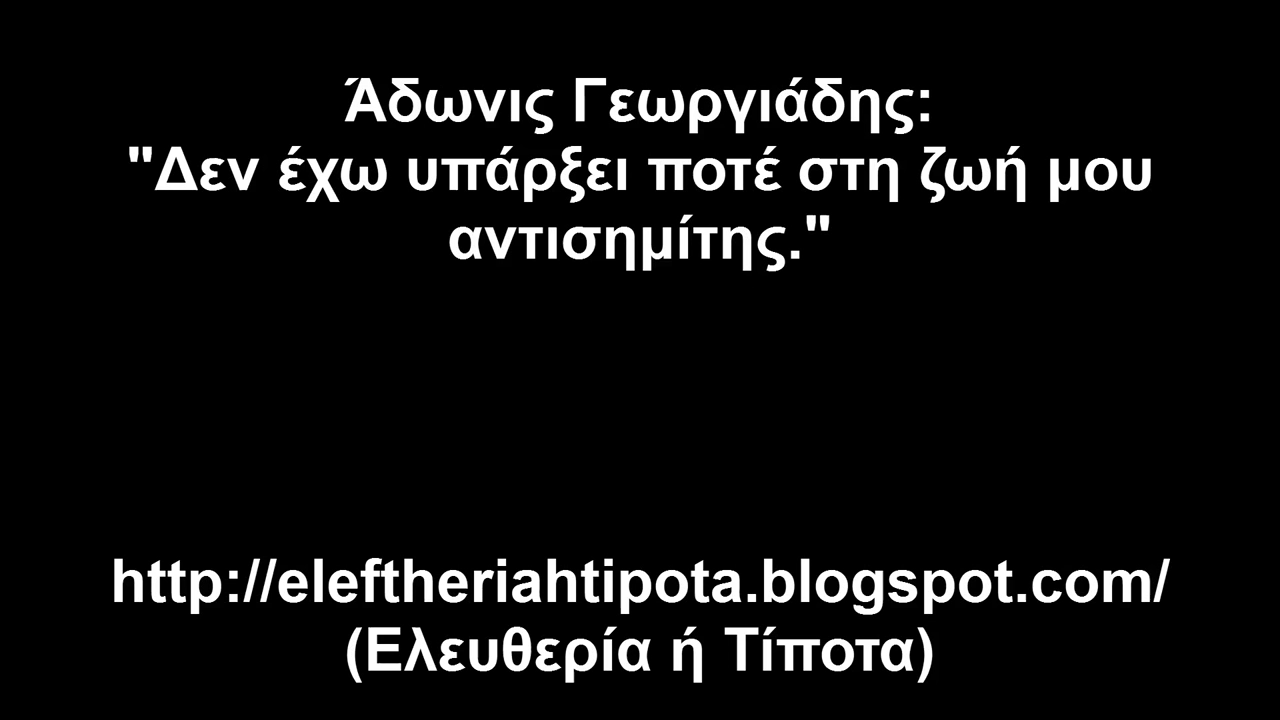 Άδωνις Γεωργιάδης:
"Δεν έχω υπάρξει ποτέ στη ζωή μου
αντισημίτης."
http://eleftheriahtipota.blogspot.com/
(Ελευθερία ή Τίποτα)